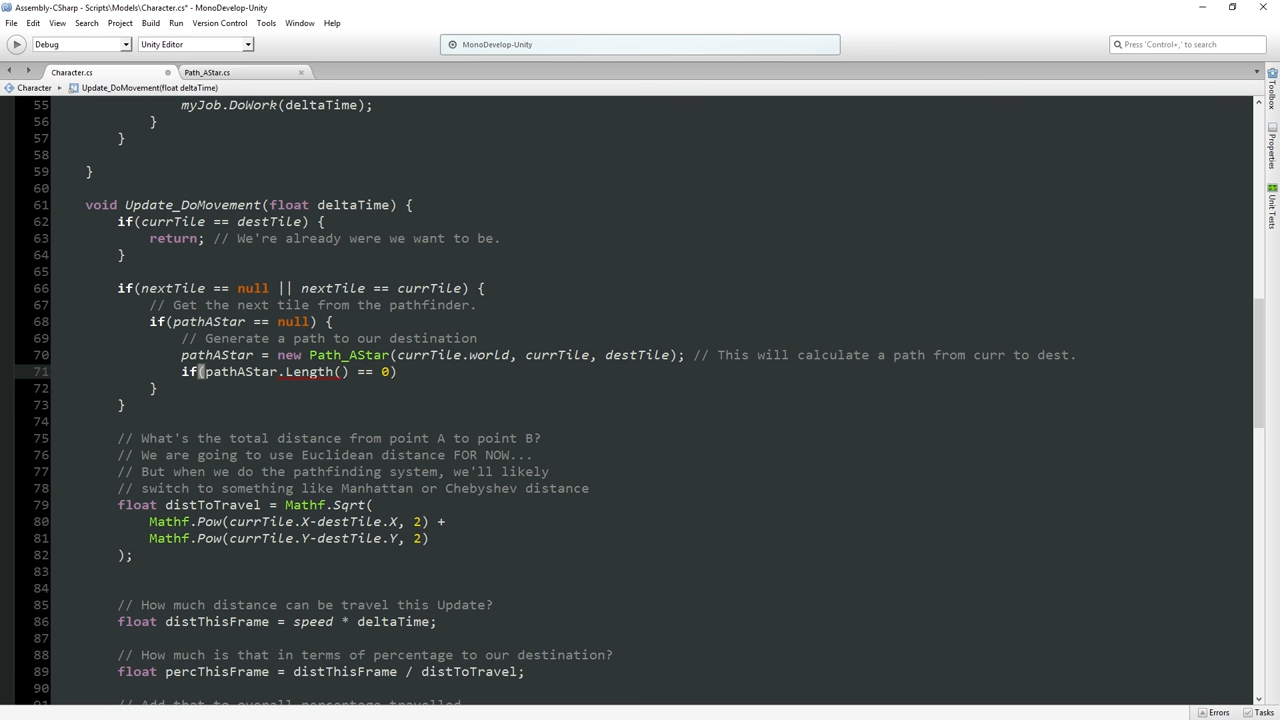 Assembly-CSharp - Scripts\Models\Character.cs* - MonoDevelop-Unity
File Edit View Search Project Build Run Version Control Tools Window Help
Debug Unity Editor MonoDevelop-Unity Press 'Control+,' to search
Character.cs Path_AStar.cs
Character Update_DoMovement(float deltaTime)
55 myJob.DoWork(deltaTime);
56 }
57 }
58
59 }
60
61 void Update_DoMovement(float deltaTime) {
62 if(currTile == destTile) {
63 return; // We're already were we want to be.
64 }
65
66 if(nextTile == null || nextTile == currTile) {
67 // Get the next tile from the pathfinder.
68 if(pathAStar == null) {
69 // Generate a path to our destination
70 pathAStar = new Path_AStar(currTile.world, currTile, destTile); // This will calculate a path from curr to dest.
71 if(pathAStar.Length() == 0)
72 }
73 }
74
75 // What's the total distance from point A to point B?
76 // We are going to use Euclidean distance FOR NOW...
77 // But when we do the pathfinding system, we'll likely
78 // switch to something like Manhattan or Chebyshev distance
79 float distToTravel = Mathf.Sqrt(
80 Mathf.Pow(currTile.X-destTile.X, 2) +
81 Mathf.Pow(currTile.Y-destTile.Y, 2)
82 );
83
84
85 // How much distance can be travel this Update?
86 float distThisFrame = speed * deltaTime;
87
88 // How much is that in terms of percentage to our destination?
89 float percThisFrame = distThisFrame / distToTravel;
90
91 // Add that to overall percentage travelled
Toolbox
Properties
Unit Tests
Errors Tasks